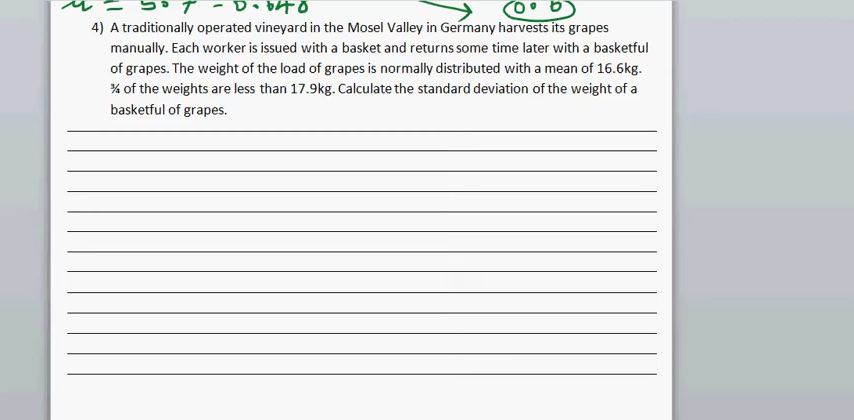 4) A traditionally operated vineyard in the Mosel Valley in Germany harvests its grapes
manually. Each worker is issued with a basket and returns some time later with a basketful
of grapes. The weight of the load of grapes is normally distributed with a mean of 16.6kg.
¾ of the weights are less than 17.9kg. Calculate the standard deviation of the weight of a
basketful of grapes.